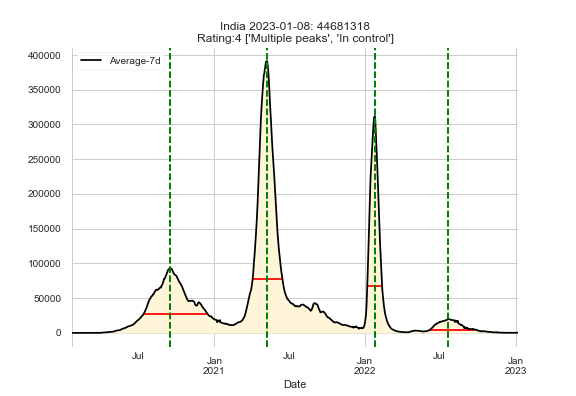 India 2023-01-08: 44681318
Rating:4 ['Multiple peaks', 'In control']
Average-7d
400000
350000
300000
250000
200000
150000
100000
50000
0
Jul
Jan
2021
Jul
Jan
2022
Jul
Jan
2023
Date